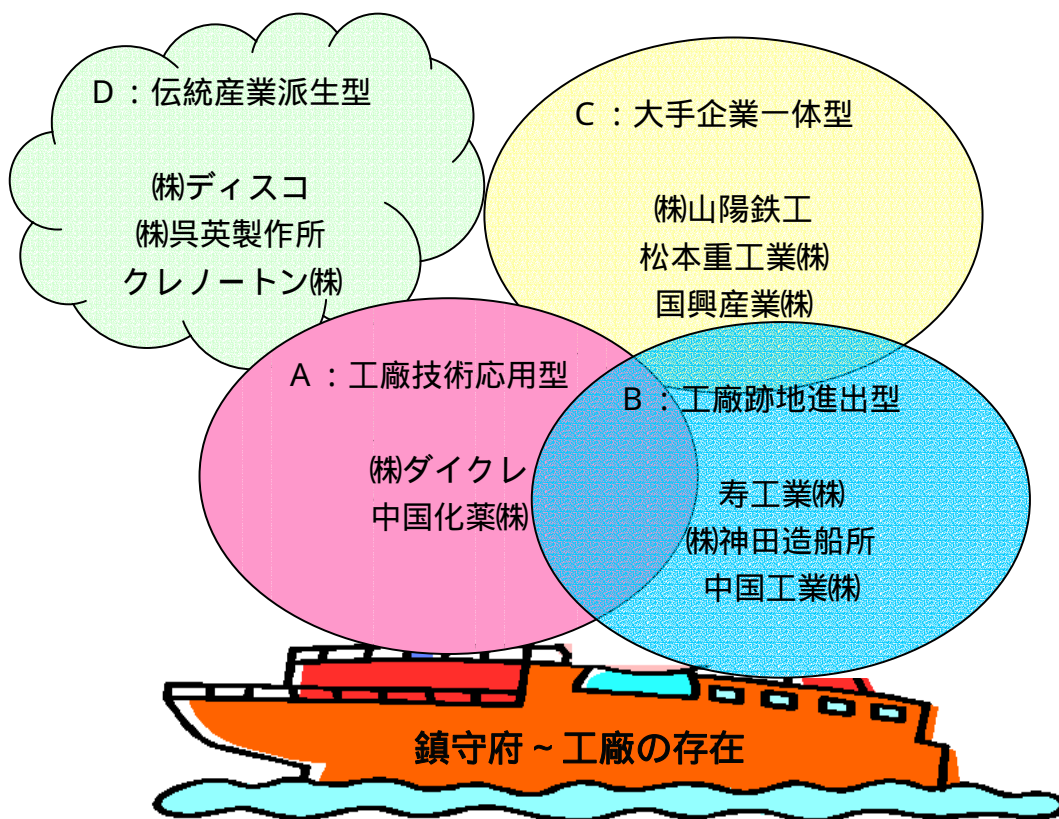 D：伝統産業派生型
㈱ディスコ
㈱呉英製作所
クレノートン㈱
C：大手企業一体型
㈱山陽鉄工
松本重工業㈱
国興産業㈱
A：工廠技術応用型
㈱ダイクレ
中国化薬㈱
B：工廠跡地進出型
寿工業㈱
㈱神田造船所
中国工業㈱
鎮守府～工廠の存在